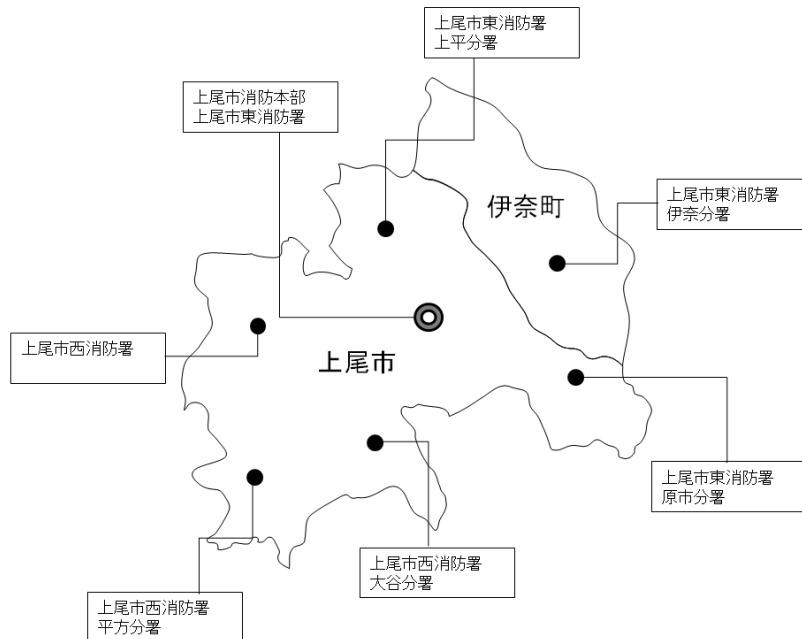 上尾市東消防署
上平分署
上尾市消防本部
上尾市東消防署
上尾市東消防署
伊奈分署
伊奈町
上尾市西消防署
上尾市
上尾市東消防署
原市分署
上尾市西消防署
大谷分署
上尾市西消防署
平方分署